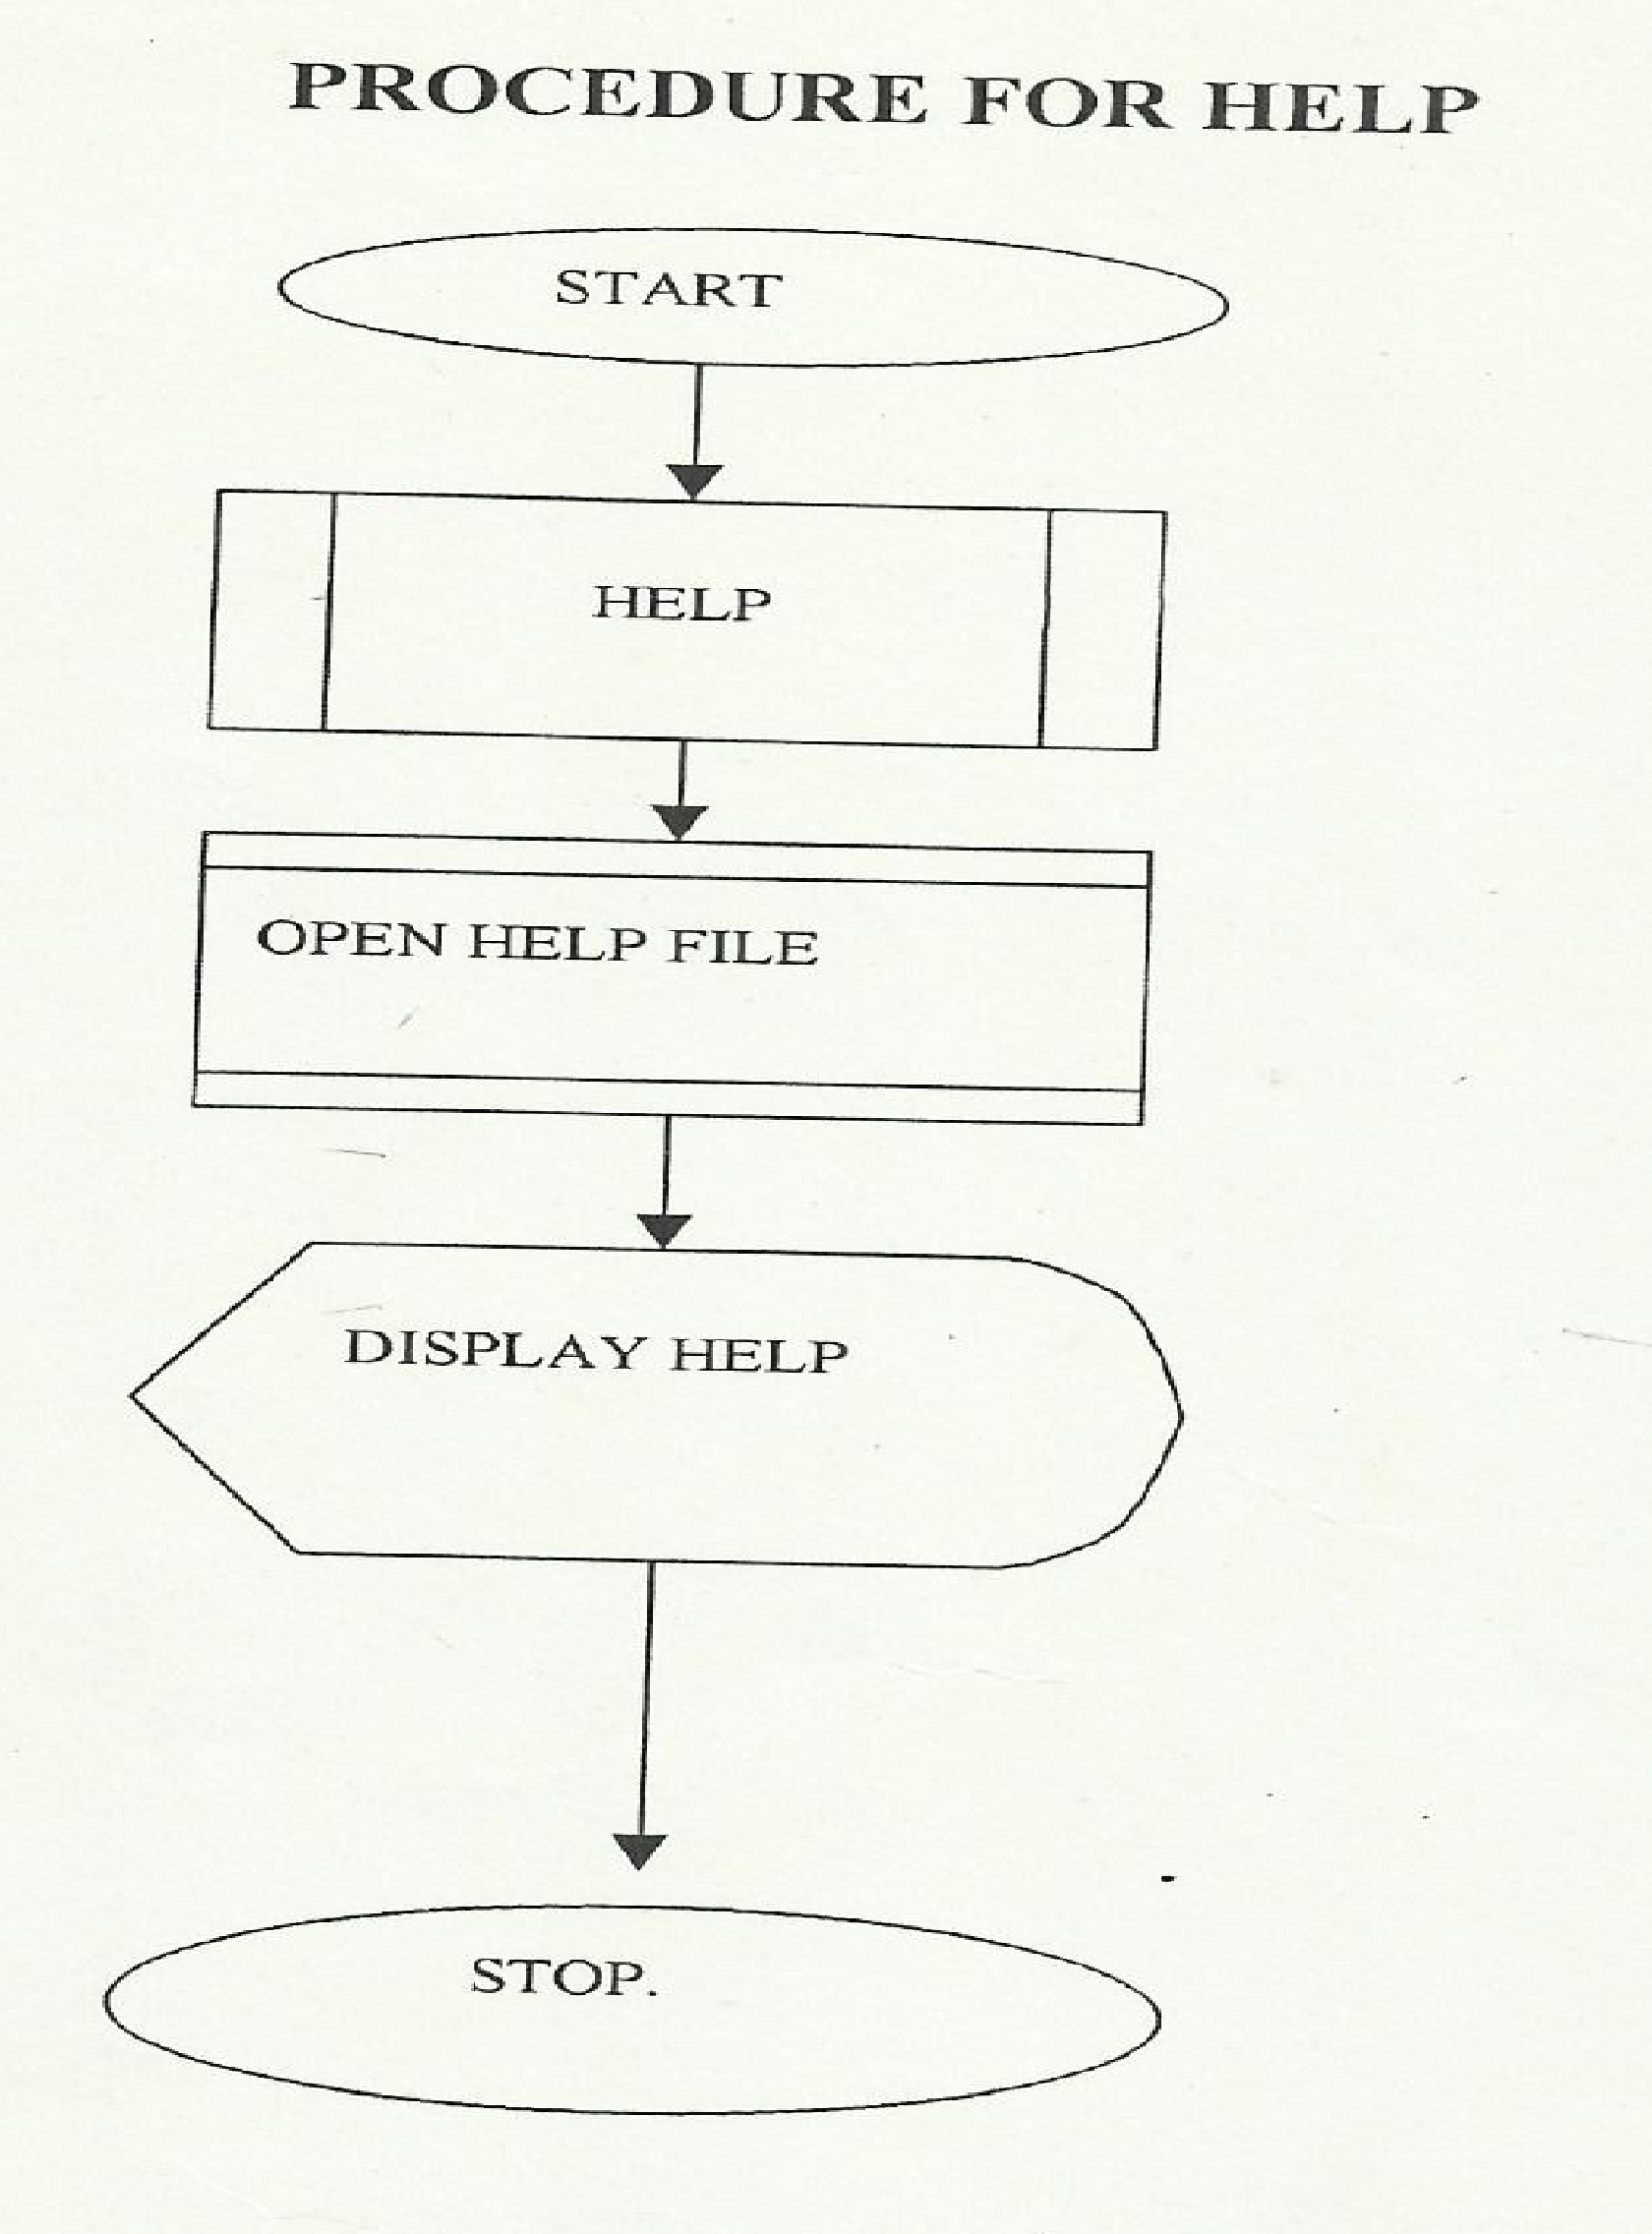 PROCEDURE FOR HELP
START
HELP
OPEN HELP FILE
DISPLAY HELP
STOP.